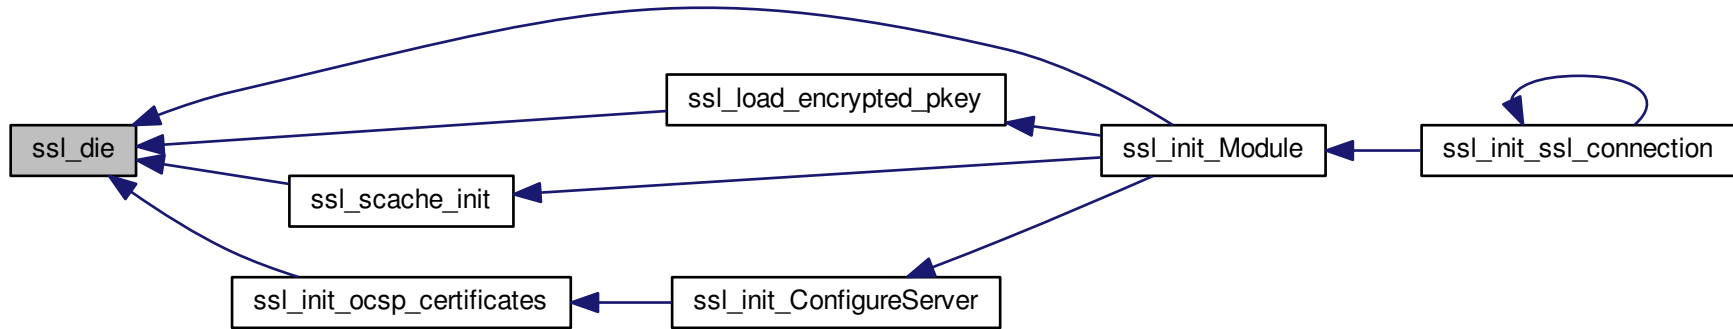 ssl_load_encrypted_pkey
ssl_die
ssl_init_Module
ssl_init_ssl_connection
ssl_scache_init
ssl_init_ocsp_certificates
ssl_init_ConfigureServer